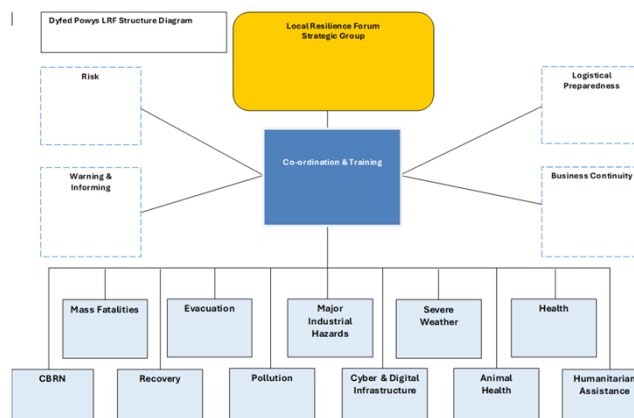 Dyfed Powys LRF Structure Diagram
Local Resilience Forum
Strategic Group
Risk
Logistical
Preparedness
Co-ordination & Training
Warning &
Informing
Business Continuity
Mass Fatalities
Evacuation
Major
Industrial
Hazards
Severe
Weather
Health
CBRN
Recovery
Pollution
Cyber & Digital
Infrastructure
Animal
Health
Humanitarian
Assistance